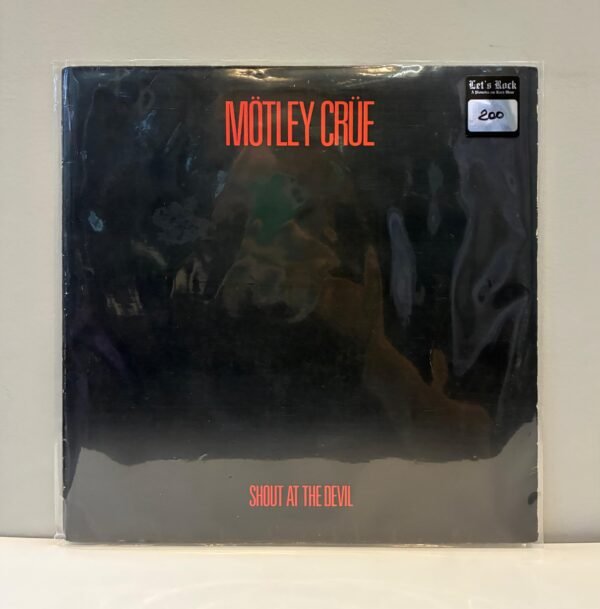 Let's Rock
200
MÖTLEY CRÜE
SHOUT AT THE DEVIL